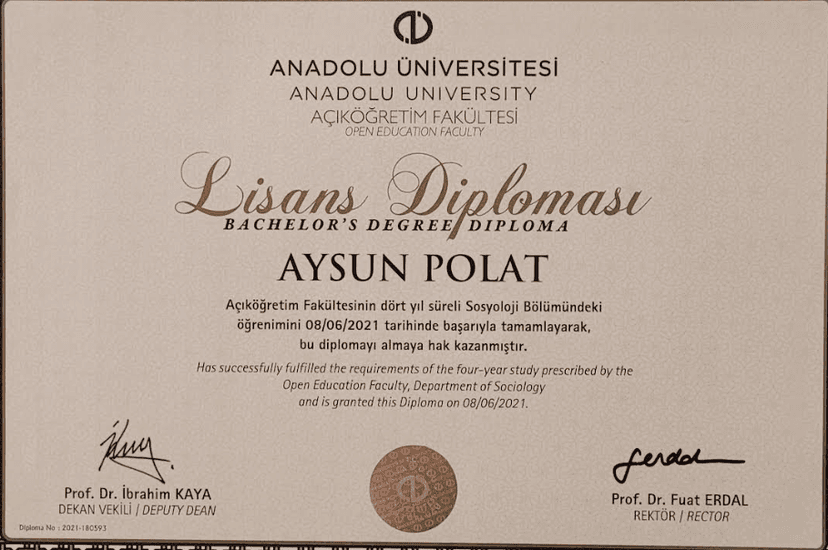 ANADOLU ÜNİVERSİTESİ
ANADOLU UNIVERSITY
AÇIKÖĞRETİM FAKÜLTESİ
OPEN EDUCATION FACULTY
Lisans Diploması
BACHELOR'S DEGREE DIPLOMA
AYSUN POLAT
Açıköğretim Fakültesinin dört yıl süreli Sosyoloji Bölümündeki
öğrenimini 08/06/2021 tarihinde başarıyla tamamlayarak,
bu diplomayı almaya hak kazanmıştır.
Has successfully fulfilled the requirements of the four-year study prescribed by the
Open Education Faculty, Department of Sociology
and is granted this Diploma on 08/06/2021.
Prof. Dr. İbrahim KAYA
DEKAN VEKİLİ / DEPUTY DEAN
Prof. Dr. Fuat ERDAL
REKTÖR / RECTOR
Diploma No : 2021-180593